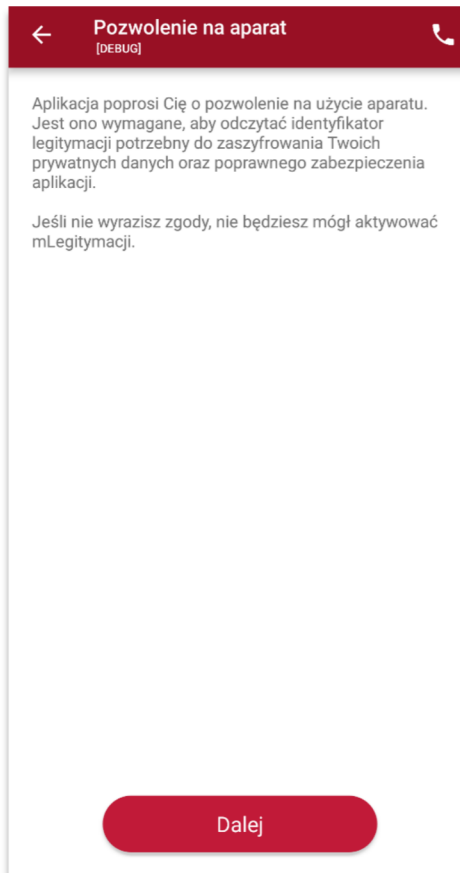 Pozwolenie na aparat
[DEBUG]
Aplikacja poprosi Cię o pozwolenie na użycie aparatu.
Jest ono wymagane, aby odczytać identyfikator
legitymacji potrzebny do zaszyfrowania Twoich
prywatnych danych oraz poprawnego zabezpieczenia
aplikacji.
Jeśli nie wyrazisz zgody, nie będziesz mógł aktywować
mLegitymacji.
Dalej